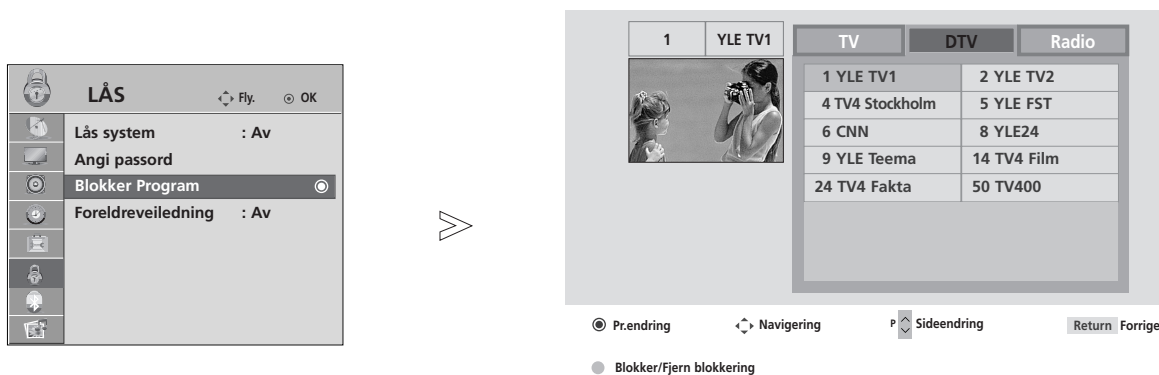 LÅS Fly. OK
Lås system : Av
Angi passord
Blokker Program
Foreldreveiledning : Av
1 YLE TV1
TV DTV Radio
1 YLE TV1 2 YLE TV2
4 TV4 Stockholm 5 YLE FST
6 CNN 8 YLE24
9 YLE Teema 14 TV4 Film
24 TV4 Fakta 50 TV400
Pr.endring Navigering P Sideendring Return Forrige
Blokker/Fjern blokkering